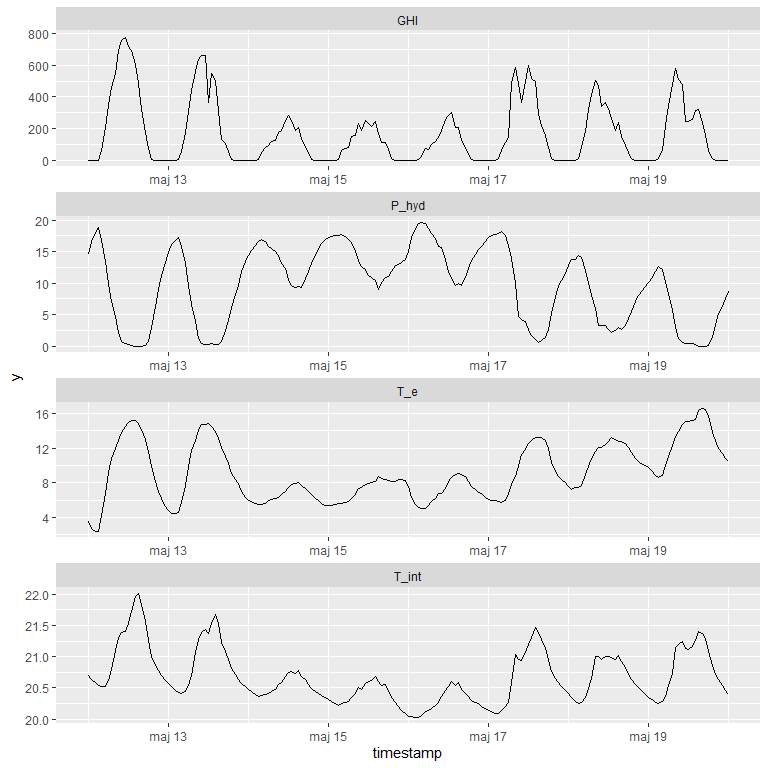 GHI
800
600
400
200
0
maj 13 maj 15 maj 17 maj 19
P_hyd
20
15
10
5
0
maj 13 maj 15 maj 17 maj 19
y
T_e
16
12
8
4
maj 13 maj 15 maj 17 maj 19
T_int
22.0
21.5
21.0
20.5
20.0
maj 13 maj 15 maj 17 maj 19
timestamp